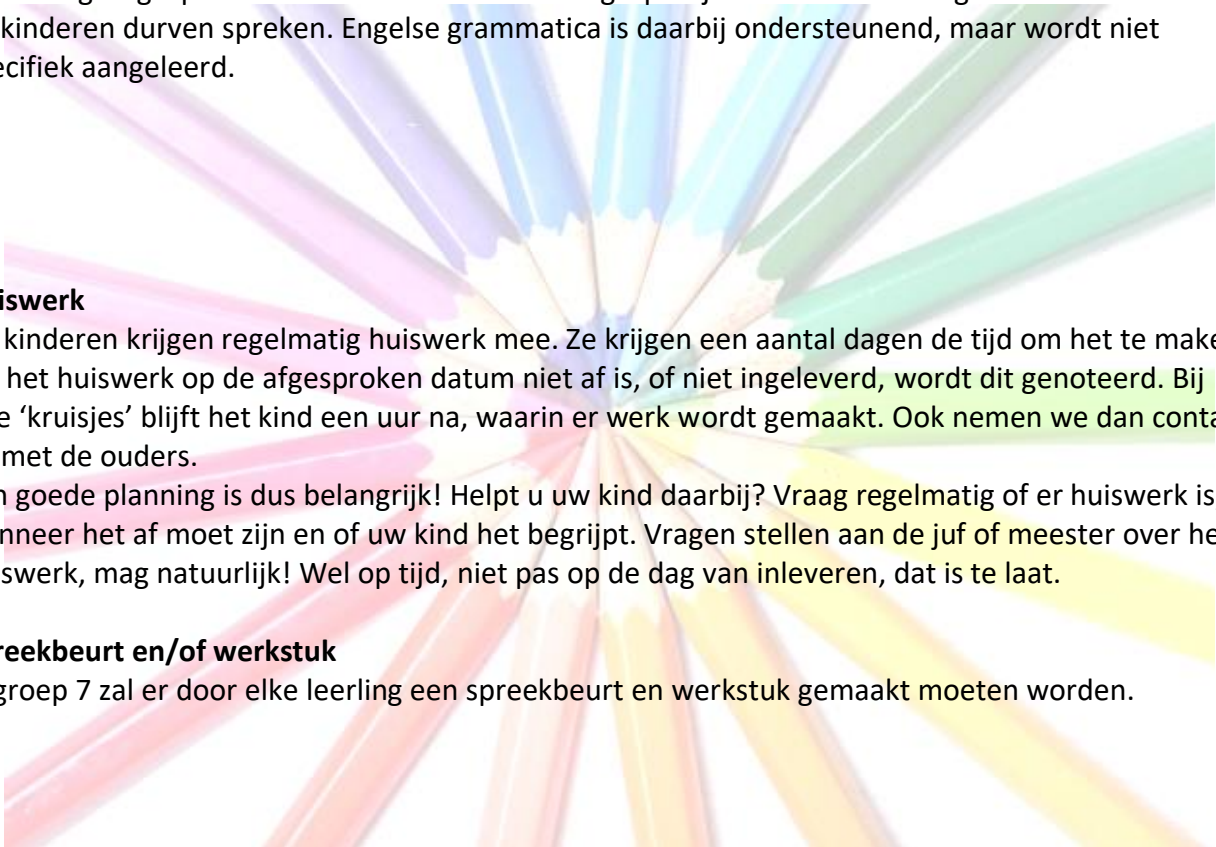 kinderen durven spreken. Engelse grammatica is daarbij ondersteunend, maar wordt niet
ecifiek aangeleerd.
iswerk
kinderen krijgen regelmatig huiswerk mee. Ze krijgen een aantal dagen de tijd om het te make
het huiswerk op de afgesproken datum niet af is, of niet ingeleverd, wordt dit genoteerd. Bij
e ‘kruisjes’ blijft het kind een uur na, waarin er werk wordt gemaakt. Ook nemen we dan conta
met de ouders.
n goede planning is dus belangrijk! Helpt u uw kind daarbij? Vraag regelmatig of er huiswerk is
nneer het af moet zijn en of uw kind het begrijpt. Vragen stellen aan de juf of meester over he
swerk, mag natuurlijk! Wel op tijd, niet pas op de dag van inleveren, dat is te laat.
reekbeurt en/of werkstuk
groep 7 zal er door elke leerling een spreekbeurt en werkstuk gemaakt moeten worden.